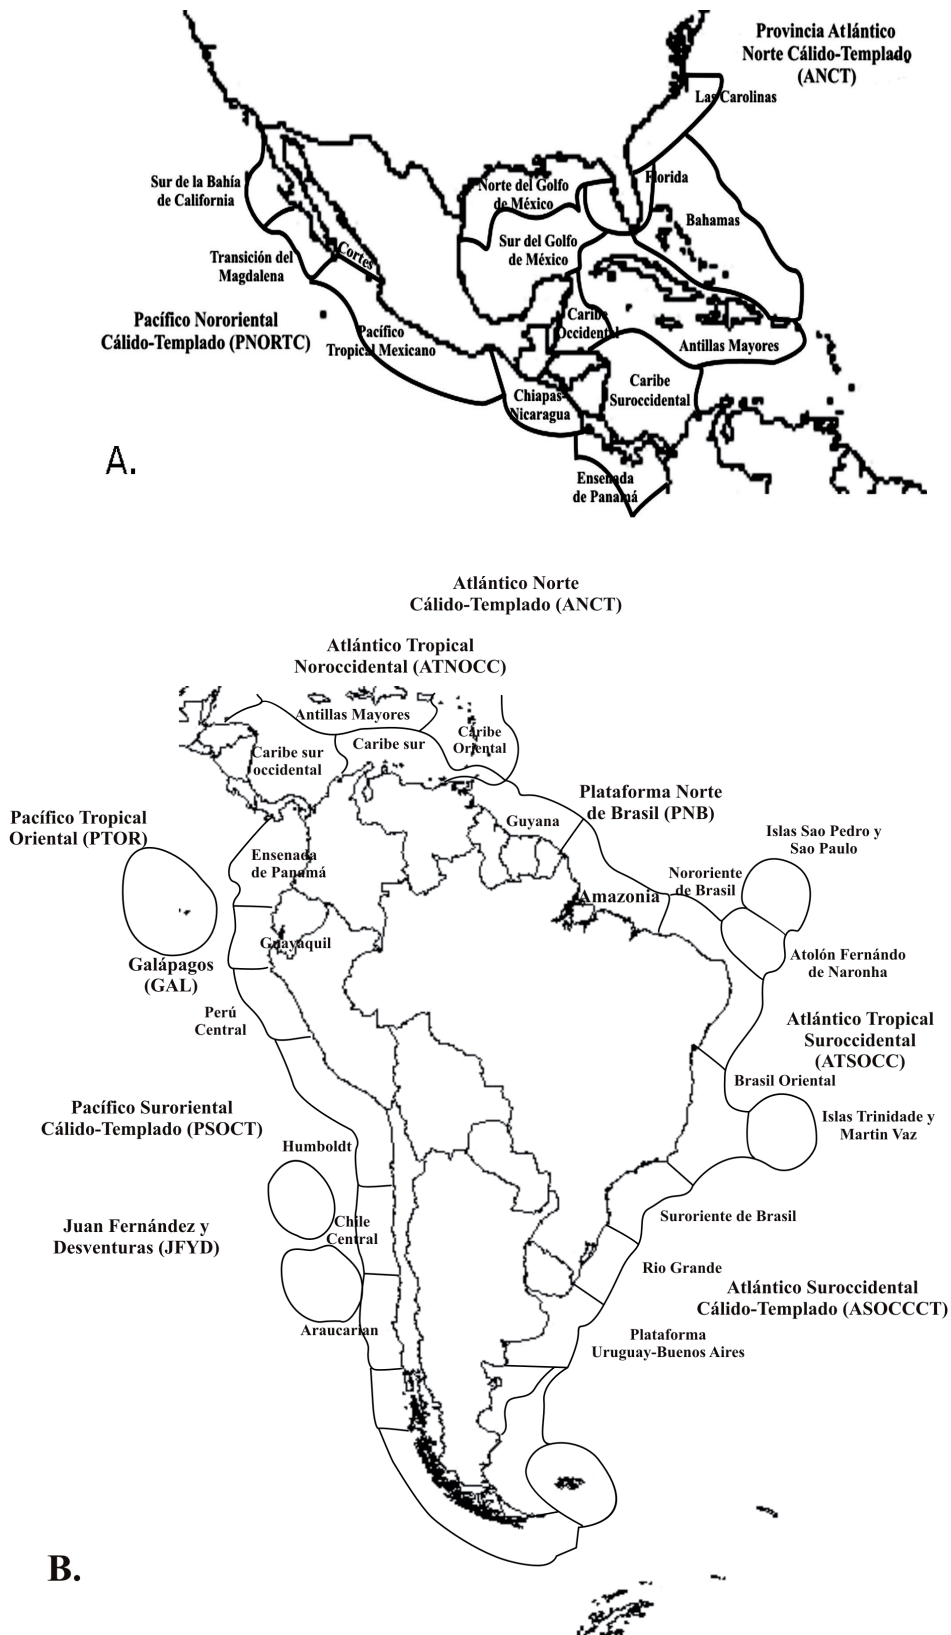 Provincia Atlántico
Norte Cálido-Templado
(ANCT)
Las Carolinas
Sur de la Bahía
de California
Norte del Golfo
de México
Florida
Bahamas
Transición del
Magdalena
Cortes
Sur del Golfo
de México
Pacífico Nororiental
Cálido-Templado (PNORTC)
Pacífico
Tropical Mexicano
Caribe
Occidental
Antillas Mayores
Chiapas-
Nicaragua
Caribe
Suroccidental
A.
Ensenada
de Panamá
Atlántico Norte
Cálido-Templado (ANCT)
Atlántico Tropical
Noroccidental (ATNOCC)
Antillas Mayores
Caribe sur
occidental
Caribe sur
Caribe
Oriental
Plataforma Norte
de Brasil (PNB)
Pacífico Tropical
Oriental (PTOR)
Guyana
Islas Sao Pedro y
Sao Paulo
Ensenada
de Panamá
Nororiente
de Brasil
Amazonia
Guayaquil
Galápagos
(GAL)
Atolón Fernándo
de Naronha
Perú
Central
Atlántico Tropical
Suroccidental
(ATSOCC)
Brasil Oriental
Pacífico Suroriental
Cálido-Templado (PSOCT)
Islas Trinidade y
Martin Vaz
Humboldt
Juan Fernández y
Desventuras (JFYD)
Chile
Central
Suroriente de Brasil
Rio Grande
Atlántico Suroccidental
Cálido-Templado (ASOCCCT)
Araucarian
Plataforma
Uruguay-Buenos Aires
B.